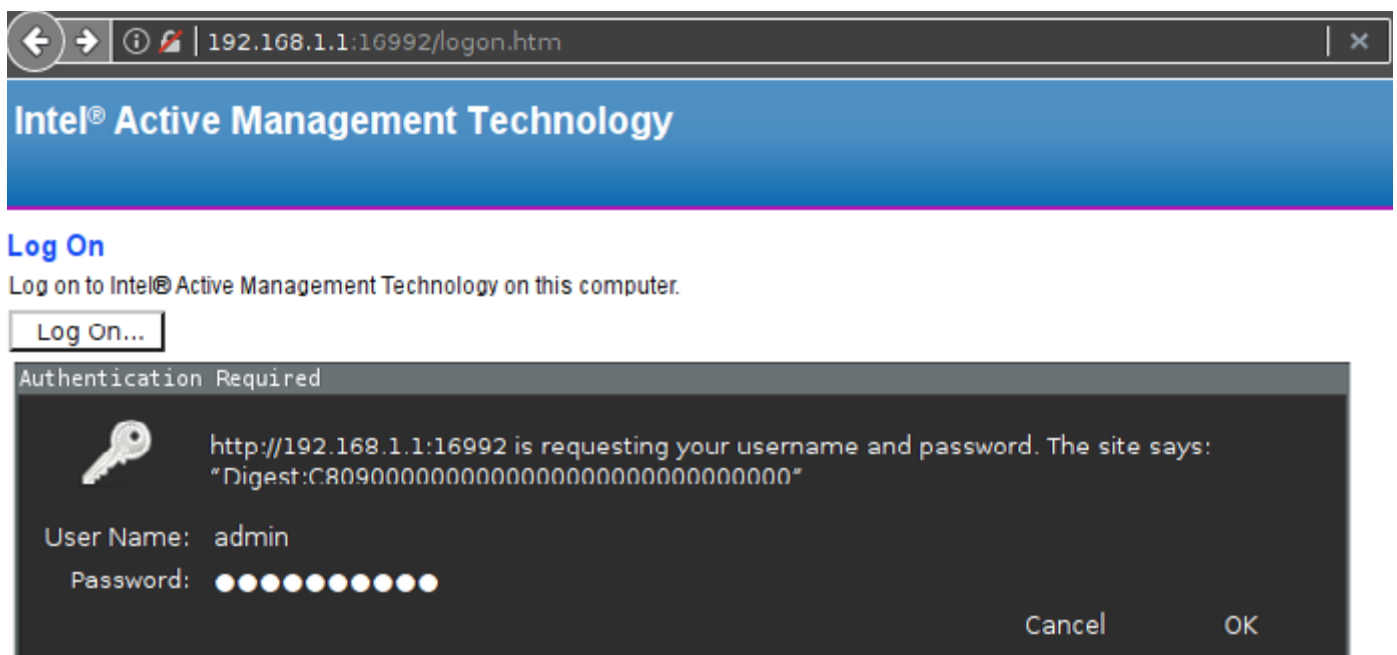 192.168.1.1:16992/logon.htm
Intel® Active Management Technology
Log On
Log on to Intel® Active Management Technology on this computer.
Log On...
Authentication Required
http://192.168.1.1:16992 is requesting your username and password. The site says:
“Digest:C8090000000000000000000000000000”
User Name: admin
Password: ●●●●●●●●●●
Cancel OK